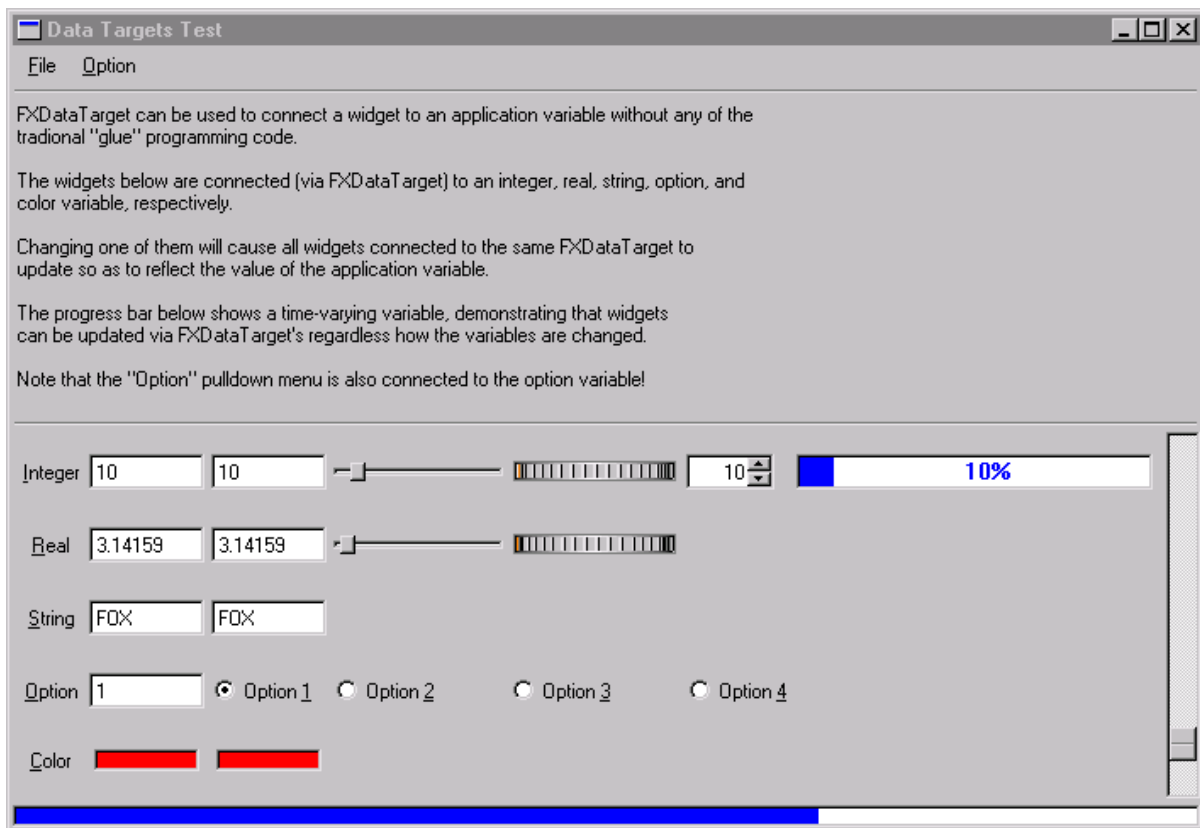 Data Targets Test
File Option
FXDataTarget can be used to connect a widget to an application variable without any of the
tradional "glue" programming code.
The widgets below are connected (via FXDataTarget) to an integer, real, string, option, and
color variable, respectively.
Changing one of them will cause all widgets connected to the same FXDataTarget to
update so as to reflect the value of the application variable.
The progress bar below shows a time-varying variable, demonstrating that widgets
can be updated via FXDataTarget's regardless how the variables are changed.
Note that the "Option" pulldown menu is also connected to the option variable!
Integer 10 10 10 10%
Real 3.14159 3.14159
String FOX FOX
Option 1 Option 1 Option 2 Option 3 Option 4
Color